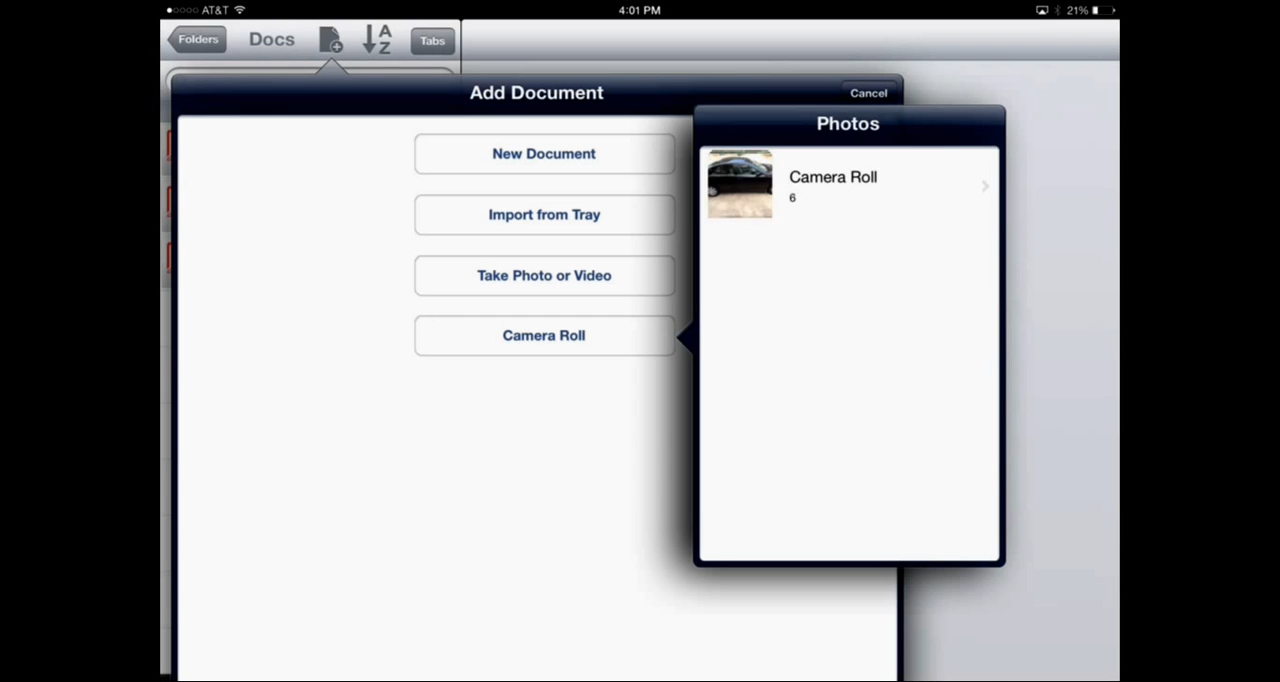 AT&T 4:01 PM 21%
Folders Docs A Z Tabs
Add Document Cancel
Photos
New Document
Camera Roll
6
Import from Tray
Take Photo or Video
Camera Roll